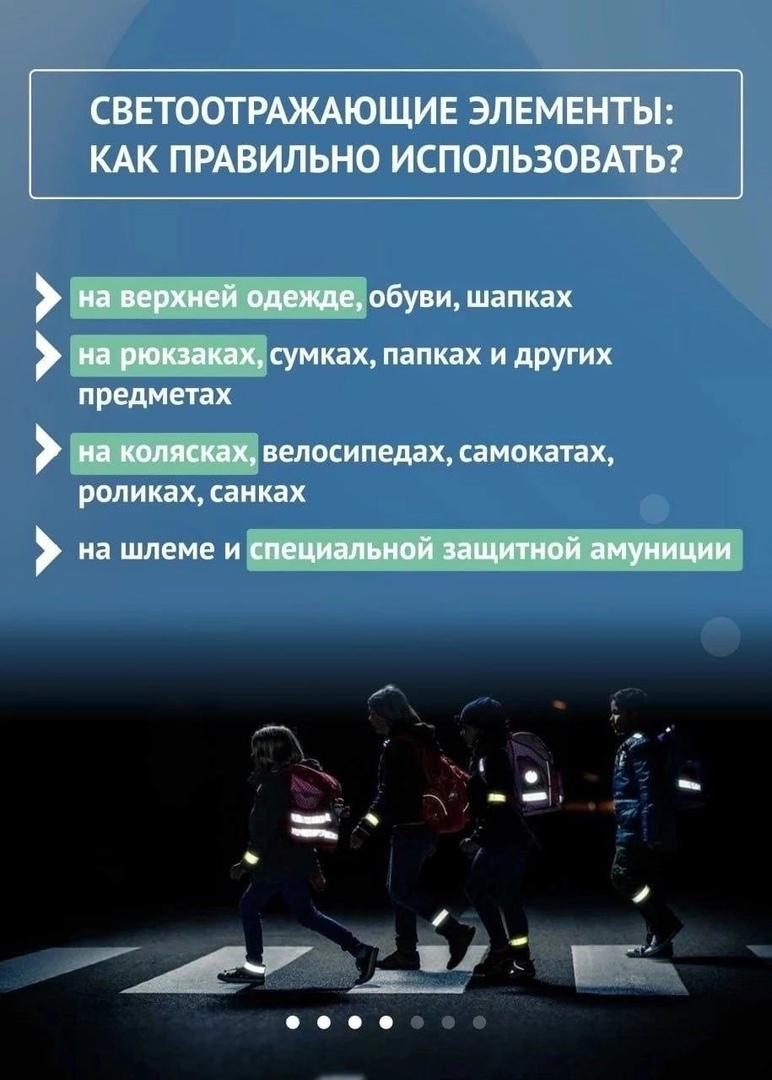 СВЕТООТРАЖАЮЩИЕ ЭЛЕМЕНТЫ:
КАК ПРАВИЛЬНО ИСПОЛЬЗОВАТЬ?
на верхней одежде, обуви, шапках
на рюкзаках, сумках, папках и других
предметах
на колясках, велосипедах, самокатах,
роликах, санках
на шлеме и специальной защитной амуниции